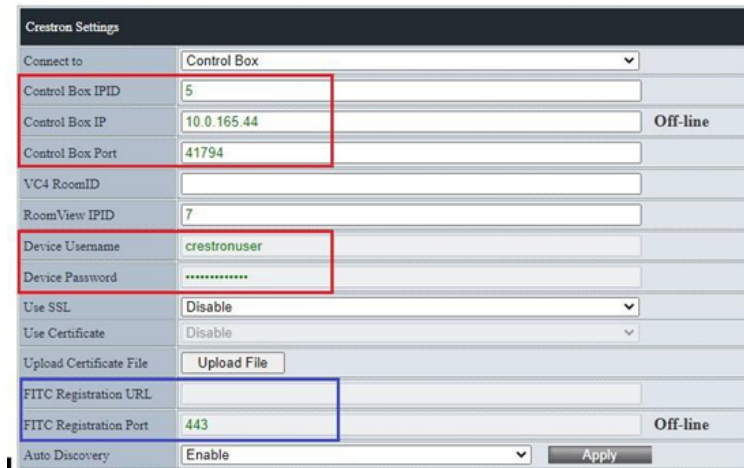 Crestron Settings
Connect to Control Box
Control Box IPID 5
Control Box IP 10.0.165.44 Off-line
Control Box Port 41794
VC4 RoomID
RoomView IPID 7
Device Username crestronuser
Device Password •••••••••••••
Use SSL Disable
Use Certificate Disable
Upload Certificate File Upload File
FITC Registration URL
FITC Registration Port 443 Off-line
Auto Discovery Enable Apply